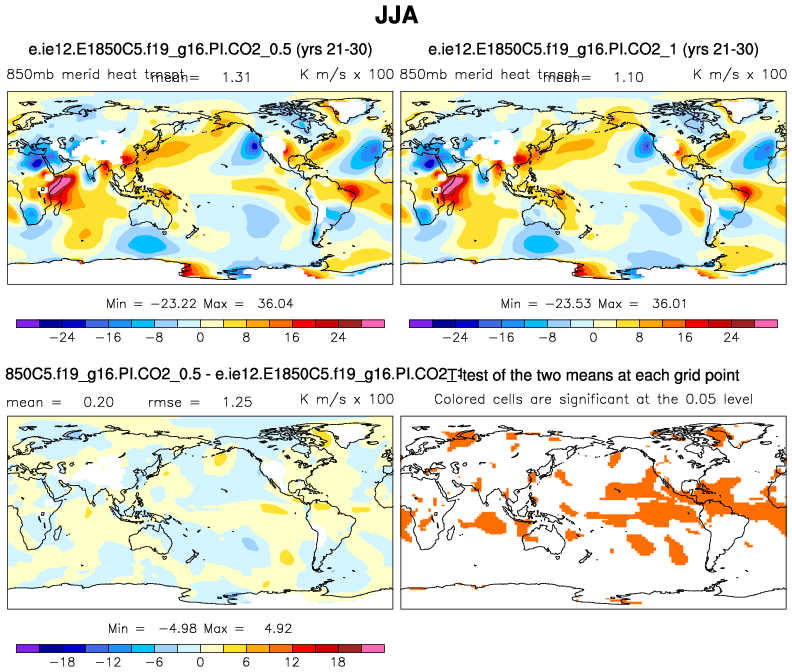 JJA
e.ie12.E1850C5.f19_g16.PI.CO2_0.5 (yrs 21-30)
850mb merid heat trnspt mean= 1.31 K m/s x 100
Min = −23.22 Max = 36.04
−24 −16 −8 0 8 16 24
e.ie12.E1850C5.f19_g16.PI.CO2_1 (yrs 21-30)
850mb merid heat trnspt mean= 1.10 K m/s x 100
Min = −23.53 Max = 36.01
−24 −16 −8 0 8 16 24
850C5.f19_g16.PI.CO2_0.5 - e.ie12.E1850C5.f19_g16.PI.CO2_1
mean = 0.20 rmse = 1.25 K m/s x 100
Min = −4.98 Max = 4.92
−18 −12 −6 0 6 12 18
T-test of the two means at each grid point
Colored cells are significant at the 0.05 level